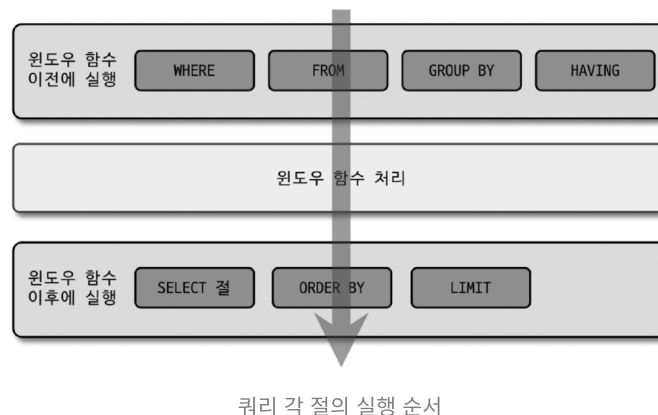 윈도우 함수
이전에 실행
WHERE
FROM
GROUP BY
HAVING
윈도우 함수 처리
윈도우 함수
이후에 실행
SELECT 절
ORDER BY
LIMIT
쿼리 각 절의 실행 순서